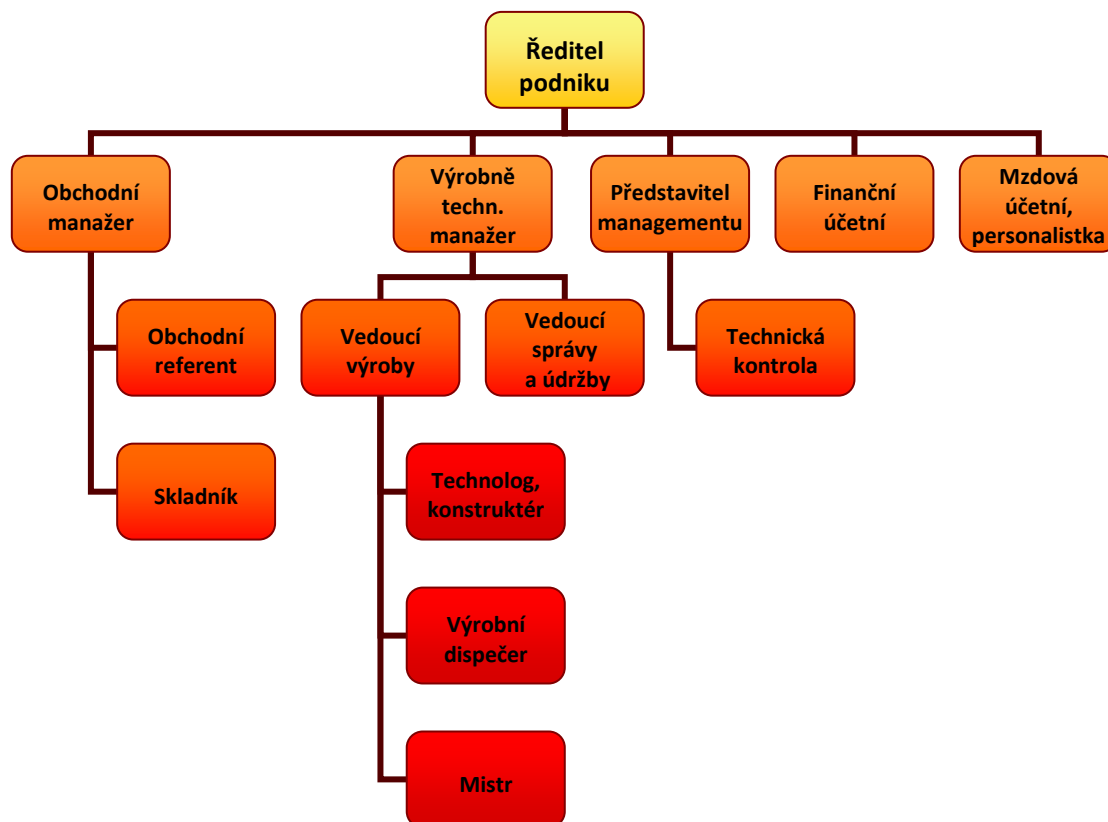 Ředitel
podniku
Obchodní
manažer
Výrobně
techn.
manažer
Představitel
managementu
Finanční
účetní
Mzdová
účetní,
personalistka
Obchodní
referent
Vedoucí
výroby
Vedoucí
správy
a údržby
Technická
kontrola
Skladník
Technolog,
konstruktér
Výrobní
dispečer
Mistr